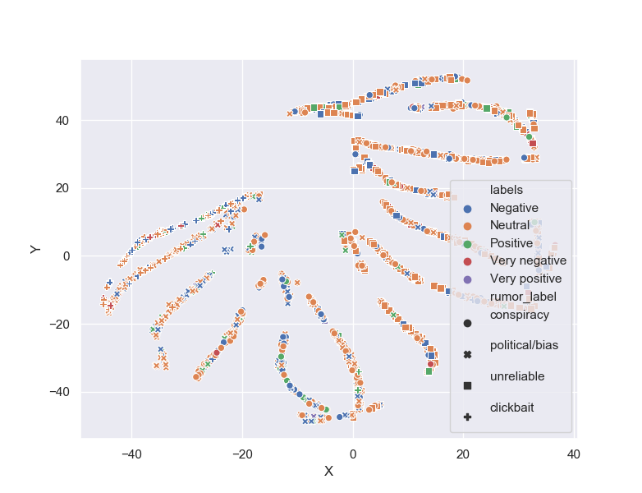 40
20
0
−20
−40
Y
−40
−20
0
20
40
X
labels
Negative
Neutral
Positive
Very negative
Very positive
rumor_label
conspiracy
political/bias
unreliable
clickbait